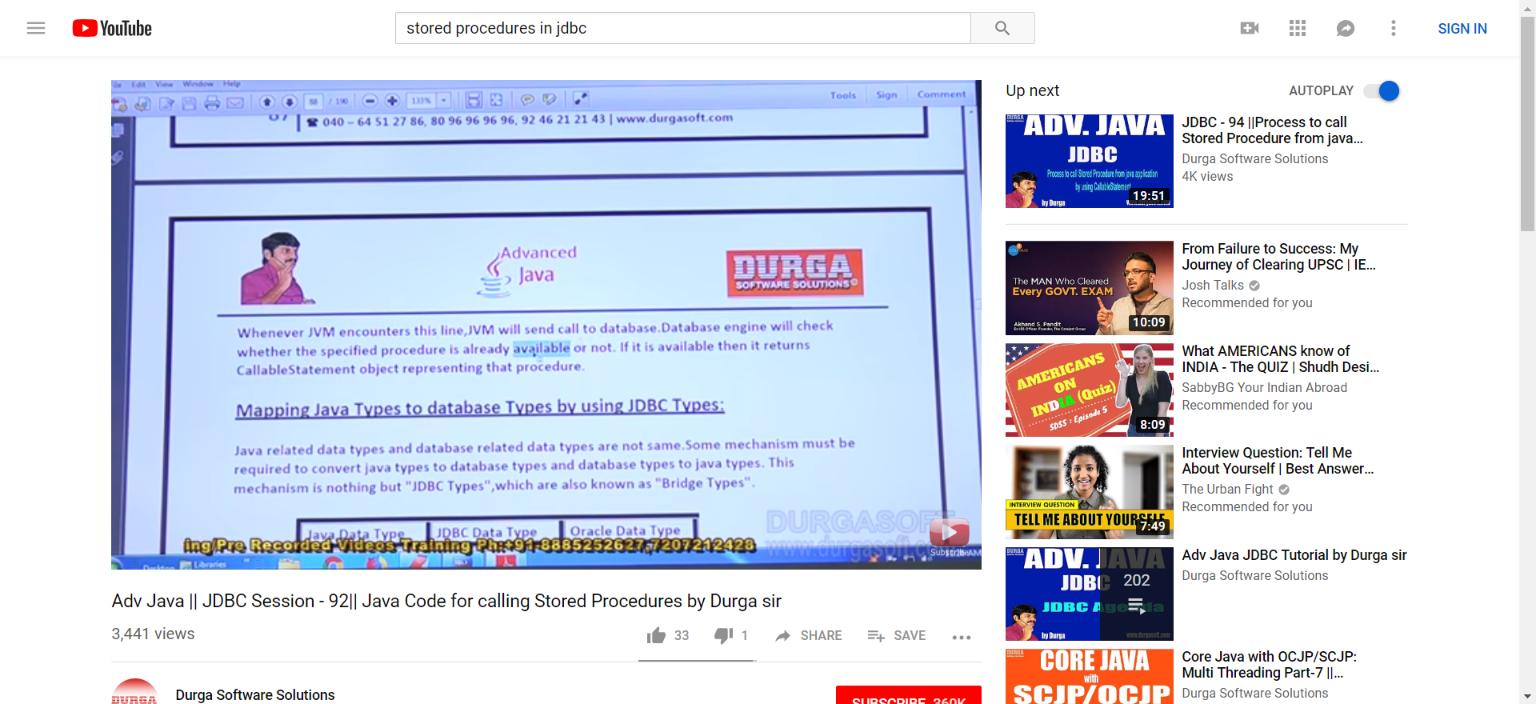 YouTube
stored procedures in jdbc
SIGN IN
Edit View Window Help
88 / 190
133%
Tools Sign Comment
87 ☎ 040 – 64 51 27 86, 80 96 96 96 96, 92 46 21 21 43 | www.durgasoft.com
Advanced
Java
DURGA
SOFTWARE SOLUTIONS
Whenever JVM encounters this line,JVM will send call to database.Database engine will check
whether the specified procedure is already available or not. If it is available then it returns
CallableStatement object representing that procedure.
Mapping Java Types to database Types by using JDBC Types:
Java related data types and database related data types are not same.Some mechanism must be
required to convert java types to database types and database types to java types. This
mechanism is nothing but "JDBC Types",which are also known as "Bridge Types".
Java Data Type JDBC Data Type Oracle Data Type
DURGASOFT
www.durgasoft.c
ing/Pre Recorded Videos Training Ph:+91-8885252627,7207212428
Desktop Libraries
Adv Java || JDBC Session - 92|| Java Code for calling Stored Procedures by Durga sir
3,441 views
33 1 SHARE SAVE
DURGA
Durga Software Solutions
SUBSCRIBE 360K
Up next
AUTOPLAY
ADV. JAVA
JDBC
Process to call Stored Procedure from java application
by using CallableStatement
by Durga
19:51
JDBC - 94 ||Process to call
Stored Procedure from java...
Durga Software Solutions
4K views
The MAN Who Cleared
Every GOVT. EXAM
Akhand S. Pandit
10:09
From Failure to Success: My
Journey of Clearing UPSC | IE...
Josh Talks
Recommended for you
AMERICANS
ON
INDIA (Quiz)
SDSS : Episode 5
8:09
What AMERICANS know of
INDIA - The QUIZ | Shudh Desi...
SabbyBG Your Indian Abroad
Recommended for you
INTERVIEW QUESTION
TELL ME ABOUT YOURSELF
7:49
Interview Question: Tell Me
About Yourself | Best Answer...
The Urban Fight
Recommended for you
ADV. JAVA
JDBC
JDBC Agenda
by Durga
www.durgasoft.com
202
Adv Java JDBC Tutorial by Durga sir
Durga Software Solutions
CORE JAVA
with
SCJP/OCJP
Core Java with OCJP/SCJP:
Multi Threading Part-7 ||...
Durga Software Solutions